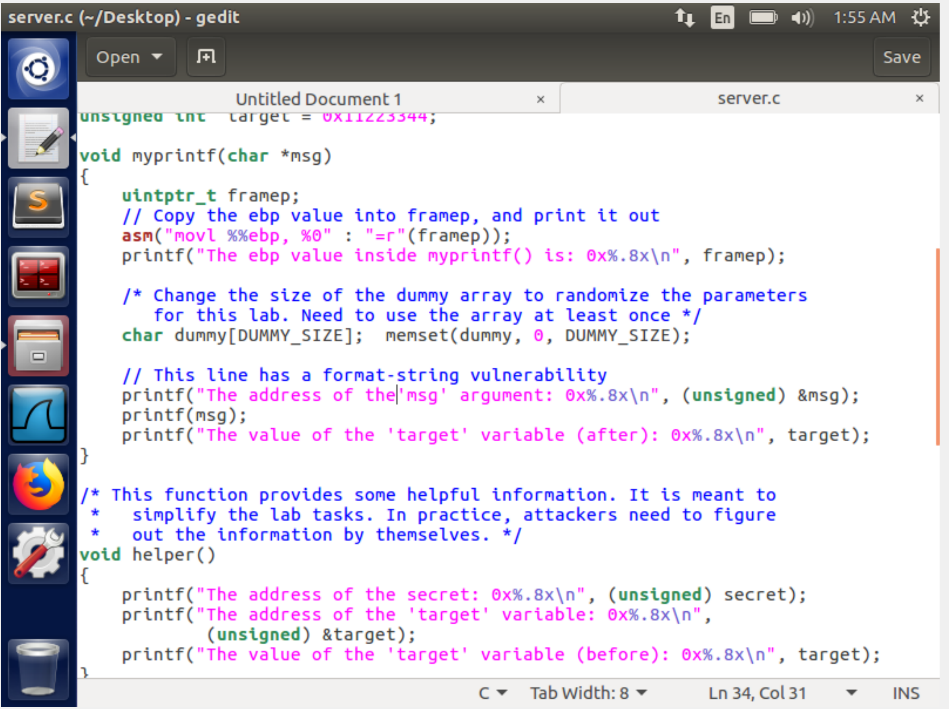 server.c (~/Desktop) - gedit
En
1:55 AM
Open
Save
Untitled Document 1 ×
server.c ×
unsigned int  target = 0x11223344;
void myprintf(char *msg)
{
    uintptr_t framep;
    // Copy the ebp value into framep, and print it out
    asm("movl %%ebp, %0" : "=r"(framep));
    printf("The ebp value inside myprintf() is: 0x%.8x\n", framep);
    /* Change the size of the dummy array to randomize the parameters
       for this lab. Need to use the array at least once */
    char dummy[DUMMY_SIZE];  memset(dummy, 0, DUMMY_SIZE);
    // This line has a format-string vulnerability
    printf("The address of the 'msg' argument: 0x%.8x\n", (unsigned) &msg);
    printf(msg);
    printf("The value of the 'target' variable (after): 0x%.8x\n", target);
}
/* This function provides some helpful information. It is meant to
 *   simplify the lab tasks. In practice, attackers need to figure
 *   out the information by themselves. */
void helper()
{
    printf("The address of the secret: 0x%.8x\n", (unsigned) secret);
    printf("The address of the 'target' variable: 0x%.8x\n",
            (unsigned) &target);
    printf("The value of the 'target' variable (before): 0x%.8x\n", target);
}
C
Tab Width: 8
Ln 34, Col 31
INS